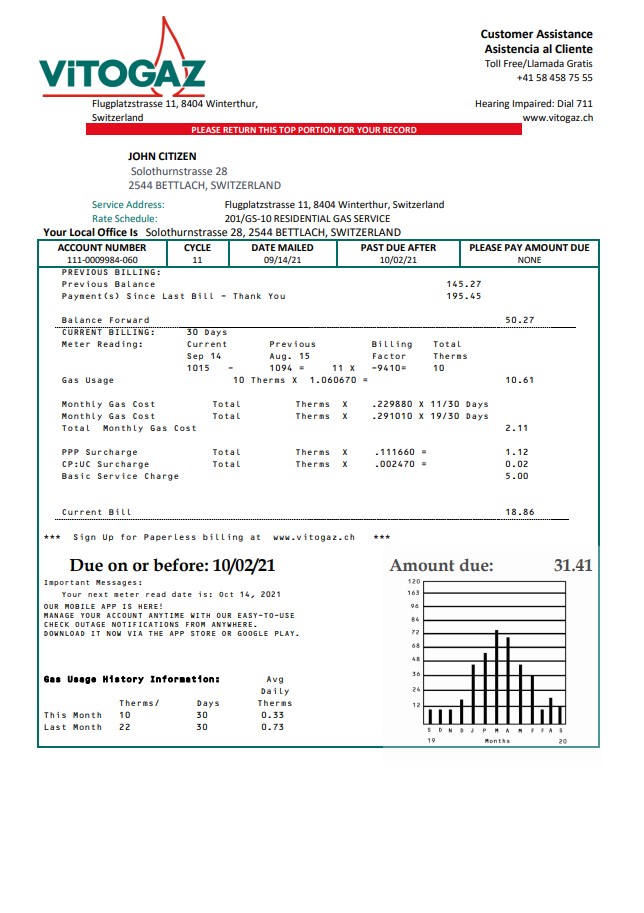 ViTOGAZ
Flugplatzstrasse 11, 8404 Winterthur,
Switzerland
Customer Assistance
Asistencia al Cliente
Toll Free/Llamada Gratis
+41 58 458 75 55
Hearing Impaired: Dial 711
www.vitogaz.ch
PLEASE RETURN THIS TOP PORTION FOR YOUR RECORD
JOHN CITIZEN
Solothurnstrasse 28
2544 BETTLACH, SWITZERLAND
Service Address: Flugplatzstrasse 11, 8404 Winterthur, Switzerland
Rate Schedule: 201/GS-10 RESIDENTIAL GAS SERVICE
Your Local Office Is Solothurnstrasse 28, 2544 BETTLACH, SWITZERLAND
ACCOUNT NUMBER CYCLE DATE MAILED PAST DUE AFTER PLEASE PAY AMOUNT DUE
111-0009984-060 11 09/14/21 10/02/21 NONE
PREVIOUS BILLING:
Previous Balance 145.27
Payment(s) Since Last Bill - Thank You 195.45
Balance Forward 50.27
CURRENT BILLING: 30 Days
Meter Reading: Current Previous Billing Total
Sep 14 Aug. 15 Factor Therms
1015 - 1094 = 11 X -9410= 10
Gas Usage 10 Therms X 1.060670 = 10.61
Monthly Gas Cost Total Therms X .229880 X 11/30 Days
Monthly Gas Cost Total Therms X .291010 X 19/30 Days
Total Monthly Gas Cost 2.11
PPP Surcharge Total Therms X .111660 = 1.12
CP:UC Surcharge Total Therms X .002470 = 0.02
Basic Service Charge 5.00
Current Bill 18.86
*** Sign Up for Paperless billing at www.vitogaz.ch ***
Due on or before: 10/02/21
Amount due: 31.41
Important Messages:
Your next meter read date is: Oct 14, 2021
OUR MOBILE APP IS HERE!
MANAGE YOUR ACCOUNT ANYTIME WITH OUR EASY-TO-USE
CHECK OUTAGE NOTIFICATIONS FROM ANYWHERE.
DOWNLOAD IT NOW VIA THE APP STORE OR GOOGLE PLAY.
Gas Usage History Information: Avg
Daily
Therms/ Days Therms
This Month 10 30 0.33
Last Month 22 30 0.73
120
163
96
84
72
68
48
36
24
12
S D N D J P M A M F F A S
19 Months 20